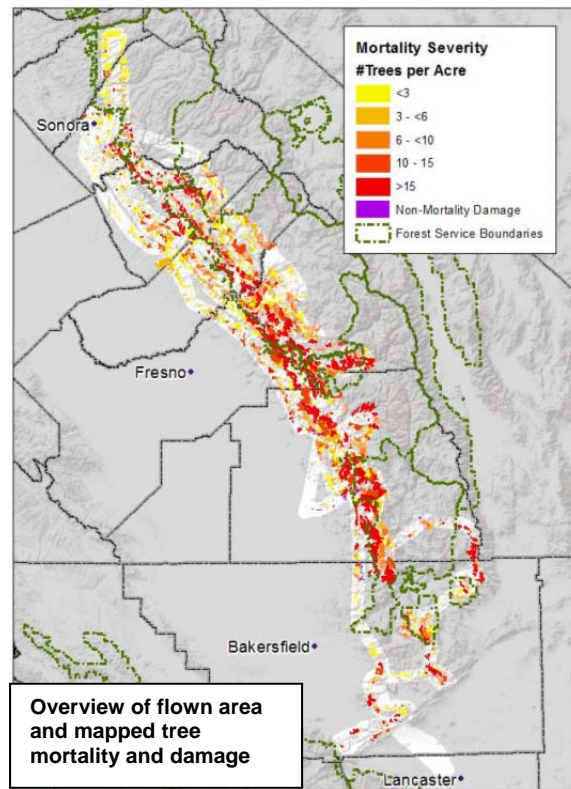 Mortality Severity
#Trees per Acre
<3
3 - <6
6 - <10
10 - 15
>15
Non-Mortality Damage
Forest Service Boundaries
Sonora
Fresno
Bakersfield
Overview of flown area
and mapped tree
mortality and damage
Lancaster